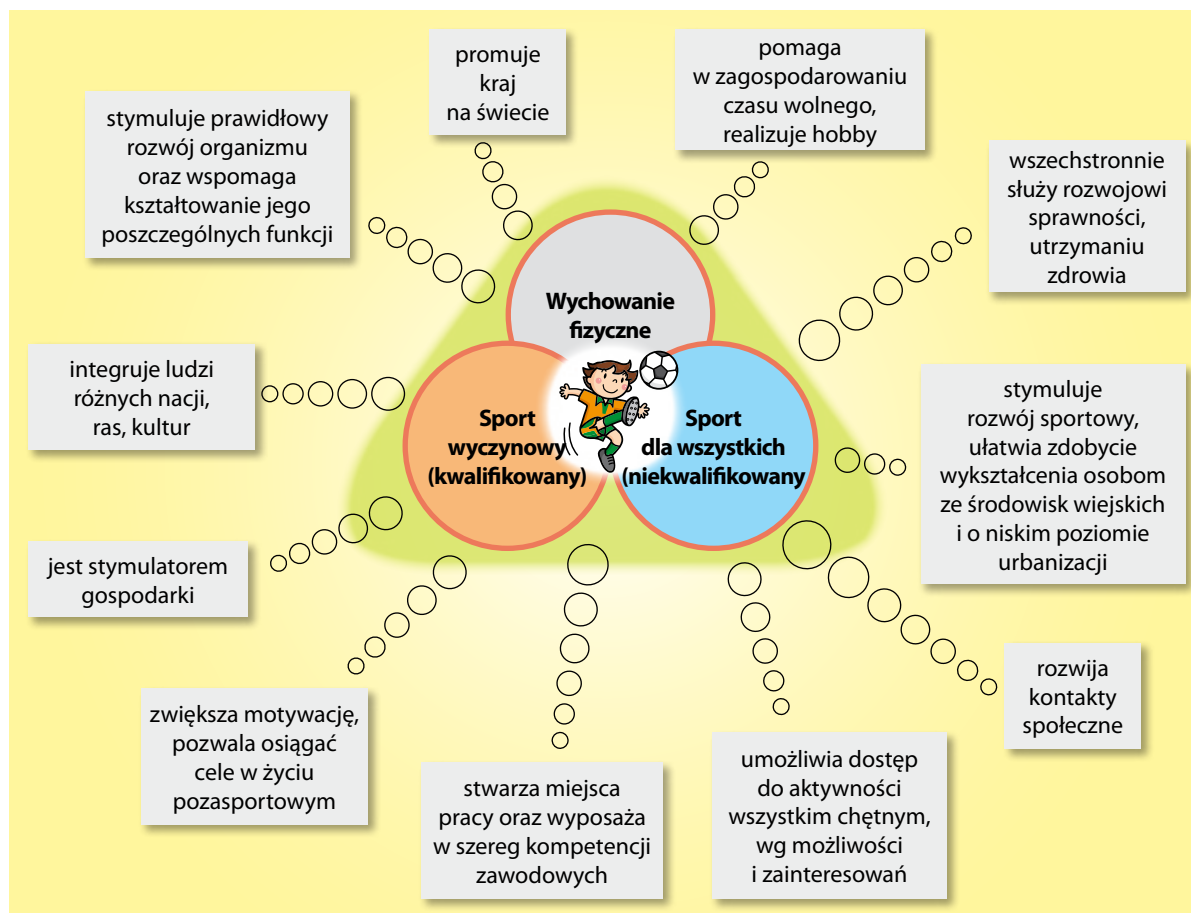 promuje
kraj
na świecie
pomaga
w zagospodarowaniu
czasu wolnego,
realizuje hobby
stymuluje prawidłowy
rozwój organizmu
oraz wspomaga
kształtowanie jego
poszczególnych funkcji
wszechstronnie
służy rozwojowi
sprawności,
utrzymaniu
zdrowia
Wychowanie
fizyczne
integruje ludzi
różnych nacji,
ras, kultur
Sport
wyczynowy
(kwalifikowany)
Sport
dla wszystkich
(niekwalifikowany
stymuluje
rozwój sportowy,
ułatwia zdobycie
wykształcenia osobom
ze środowisk wiejskich
i o niskim poziomie
urbanizacji
jest stymulatorem
gospodarki
rozwija
kontakty
społeczne
zwiększa motywację,
pozwala osiągać
cele w życiu
pozasportowym
stwarza miejsca
pracy oraz wyposaża
w szereg kompetencji
zawodowych
umożliwia dostęp
do aktywności
wszystkim chętnym,
wg możliwości
i zainteresowań